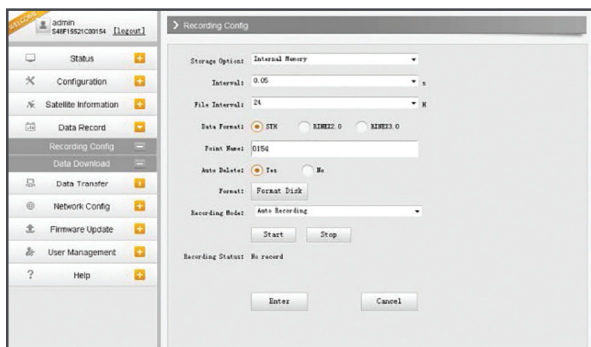 WELCOME
admin
S48F15521C00154 [logout]
Status
Configuration
Satellite Information
Data Record
Recording Config
Data Download
Data Transfer
Network Config
Firmware Update
User Management
? Help
Recording Config
Storage Option: Internal Memory
Interval: 0.05 s
File Interval: 24 H
Data Format: STH RINEX2.0 RINEX3.0
Point Name: 0154
Auto Delete: Yes No
Format: Format Disk
Recording Mode: Auto Recording
Start Stop
Recording Status: No record
Enter Cancel